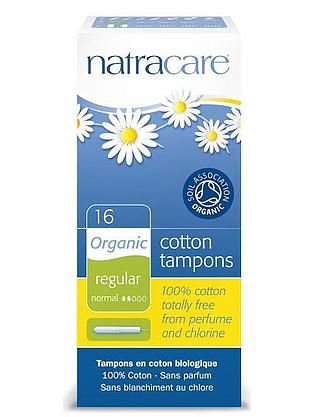 natracare
SOIL ASSOCIATION
ORGANIC
16
Organic
regular
normal
cotton
tampons
100% cotton
totally free
from perfume
and chlorine
Tampons en coton biologique
100% Coton - Sans parfum
Sans blanchiment au chlore